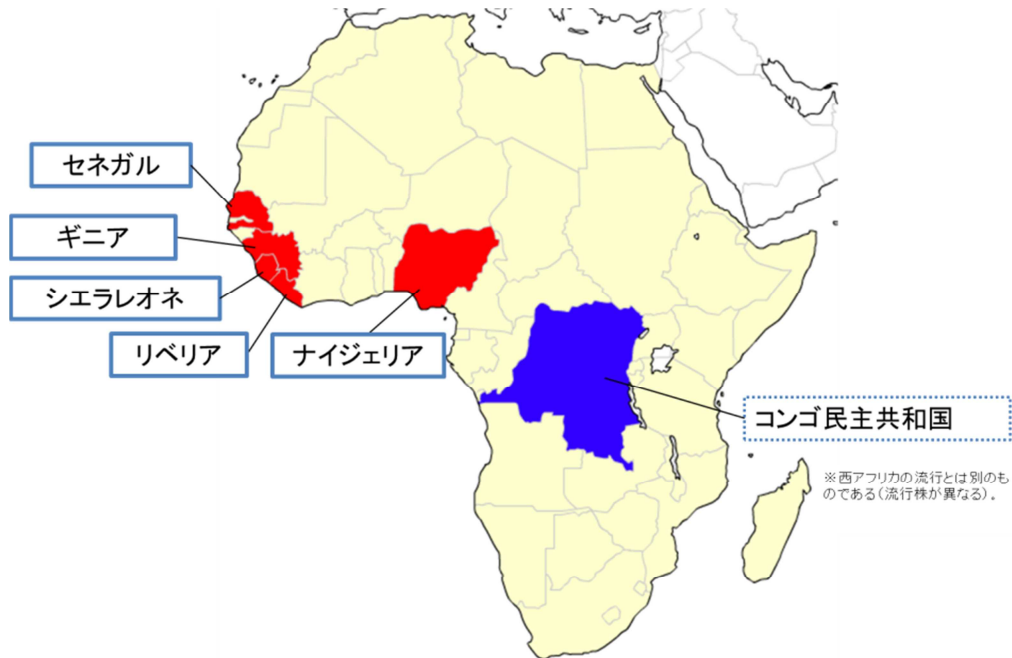 セネガル
ギニア
シエラレオネ
リベリア
ナイジェリア
コンゴ民主共和国
※西アフリカの流行とは別のも
のである(流行株が異なる)。